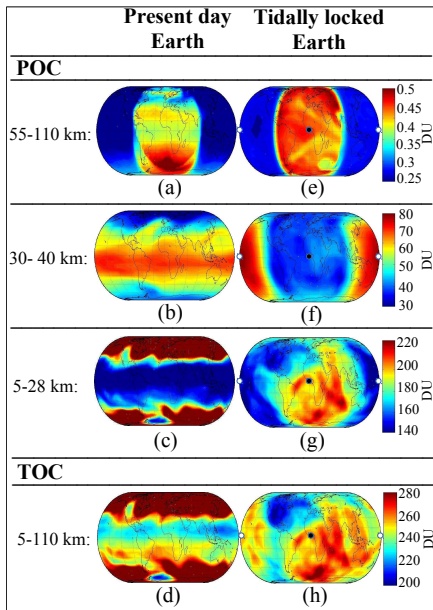 Present day Earth
Tidally locked Earth
POC
55-110 km:
(a)
(e)
0.5
0.45
0.4
0.35
0.3
0.25
DU
30- 40 km:
(b)
(f)
80
70
60
50
40
30
DU
5-28 km:
(c)
(g)
220
200
180
160
140
DU
TOC
5-110 km:
(d)
(h)
280
260
240
220
200
DU